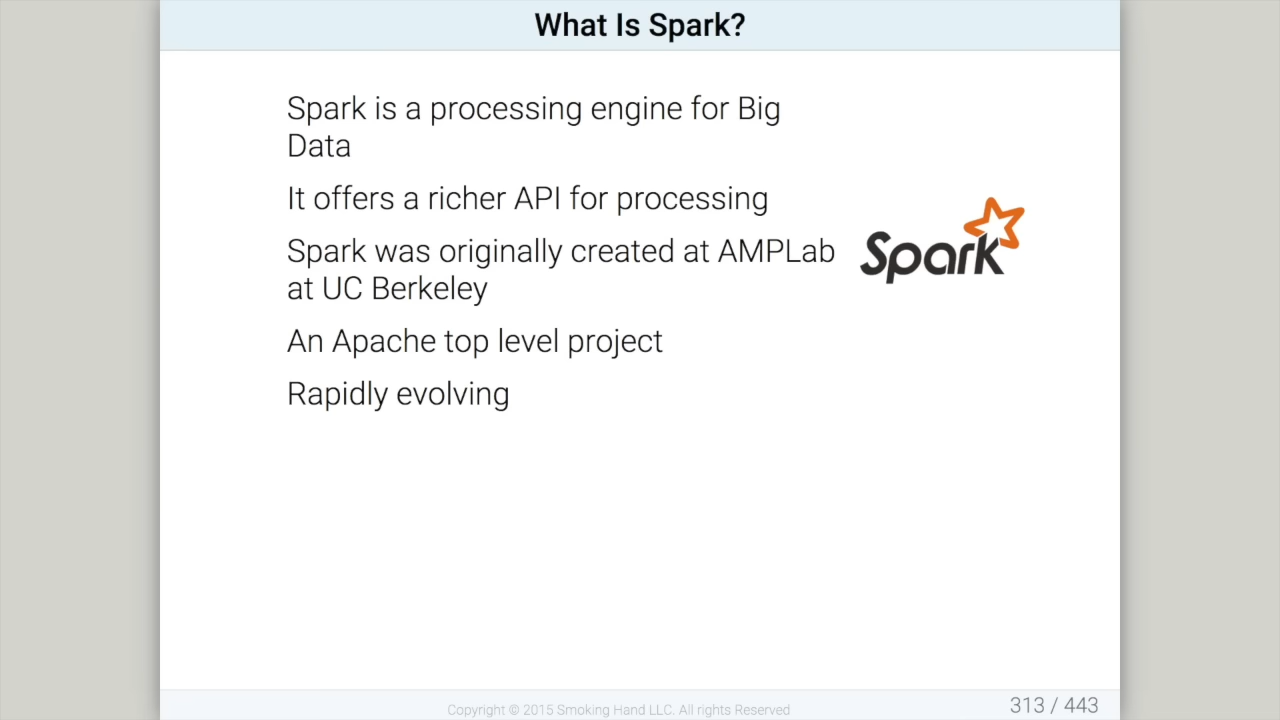 What Is Spark?
Spark is a processing engine for Big
Data
It offers a richer API for processing
Spark was originally created at AMPLab
at UC Berkeley
An Apache top level project
Rapidly evolving
Spark
Copyright © 2015 Smoking Hand LLC. All rights Reserved
313 / 443